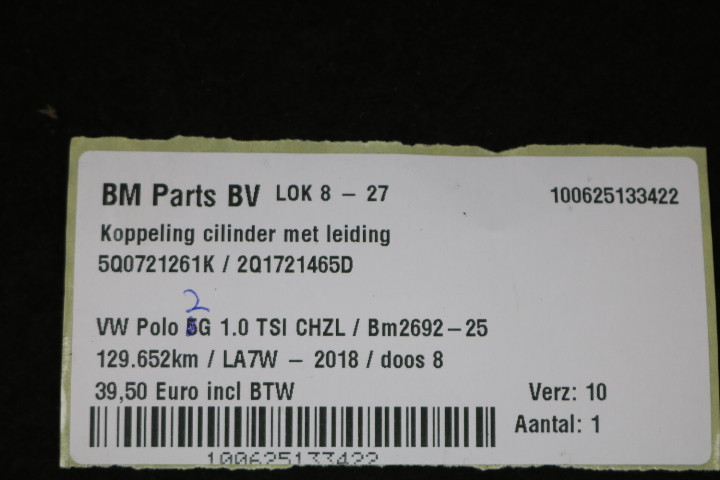 BM Parts BV LOK 8 - 27 100625133422
Koppeling cilinder met leiding
5Q0721261K / 2Q1721465D
2
VW Polo 5G 1.0 TSI CHZL / Bm2692-25
129.652km / LA7W - 2018 / doos 8
39,50 Euro incl BTW Verz: 10
Aantal: 1
100625133422